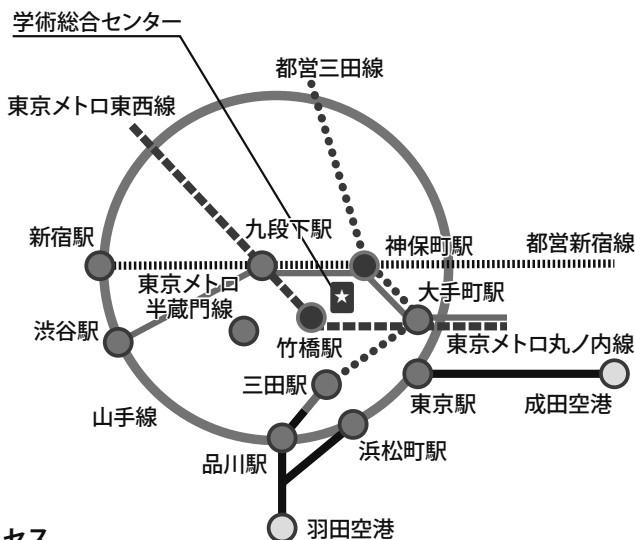 学術総合センター
都営三田線
東京メトロ東西線
新宿駅
九段下駅
神保町駅
都営新宿線
東京メトロ
半蔵門線
大手町駅
渋谷駅
竹橋駅
東京メトロ丸ノ内線
三田駅
東京駅
成田空港
山手線
品川駅
浜松町駅
羽田空港
セス